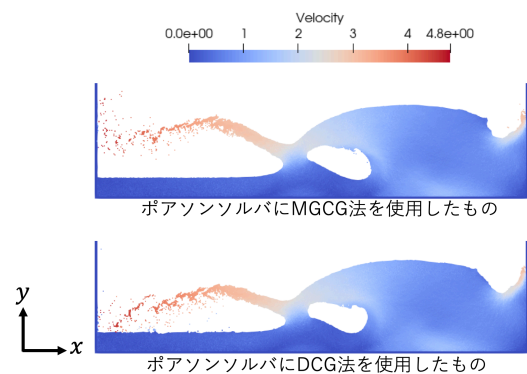 Velocity
0.0e+00 1 2 3 4 4.8e+00
ポアソンソルバにMGCG法を使用したもの
y
x
ポアソンソルバにDCG法を使用したもの